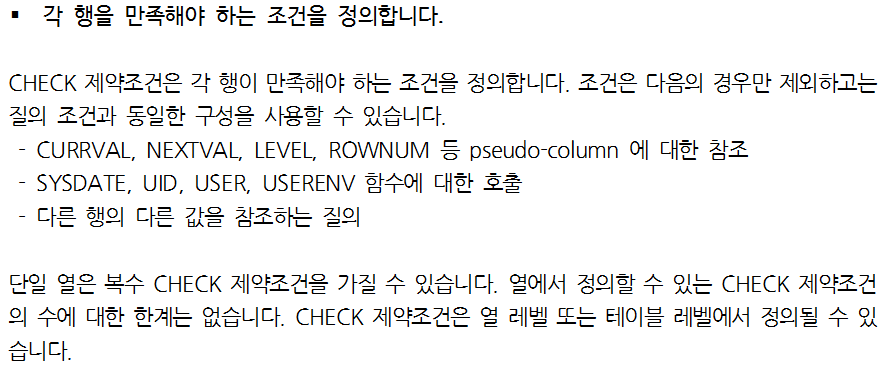 ▪ 각 행을 만족해야 하는 조건을 정의합니다.
CHECK 제약조건은 각 행이 만족해야 하는 조건을 정의합니다. 조건은 다음의 경우만 제외하고는
질의 조건과 동일한 구성을 사용할 수 있습니다.
- CURRVAL, NEXTVAL, LEVEL, ROWNUM 등 pseudo-column 에 대한 참조
- SYSDATE, UID, USER, USERENV 함수에 대한 호출
- 다른 행의 다른 값을 참조하는 질의
단일 열은 복수 CHECK 제약조건을 가질 수 있습니다. 열에서 정의할 수 있는 CHECK 제약조건
의 수에 대한 한계는 없습니다. CHECK 제약조건은 열 레벨 또는 테이블 레벨에서 정의될 수 있
습니다.